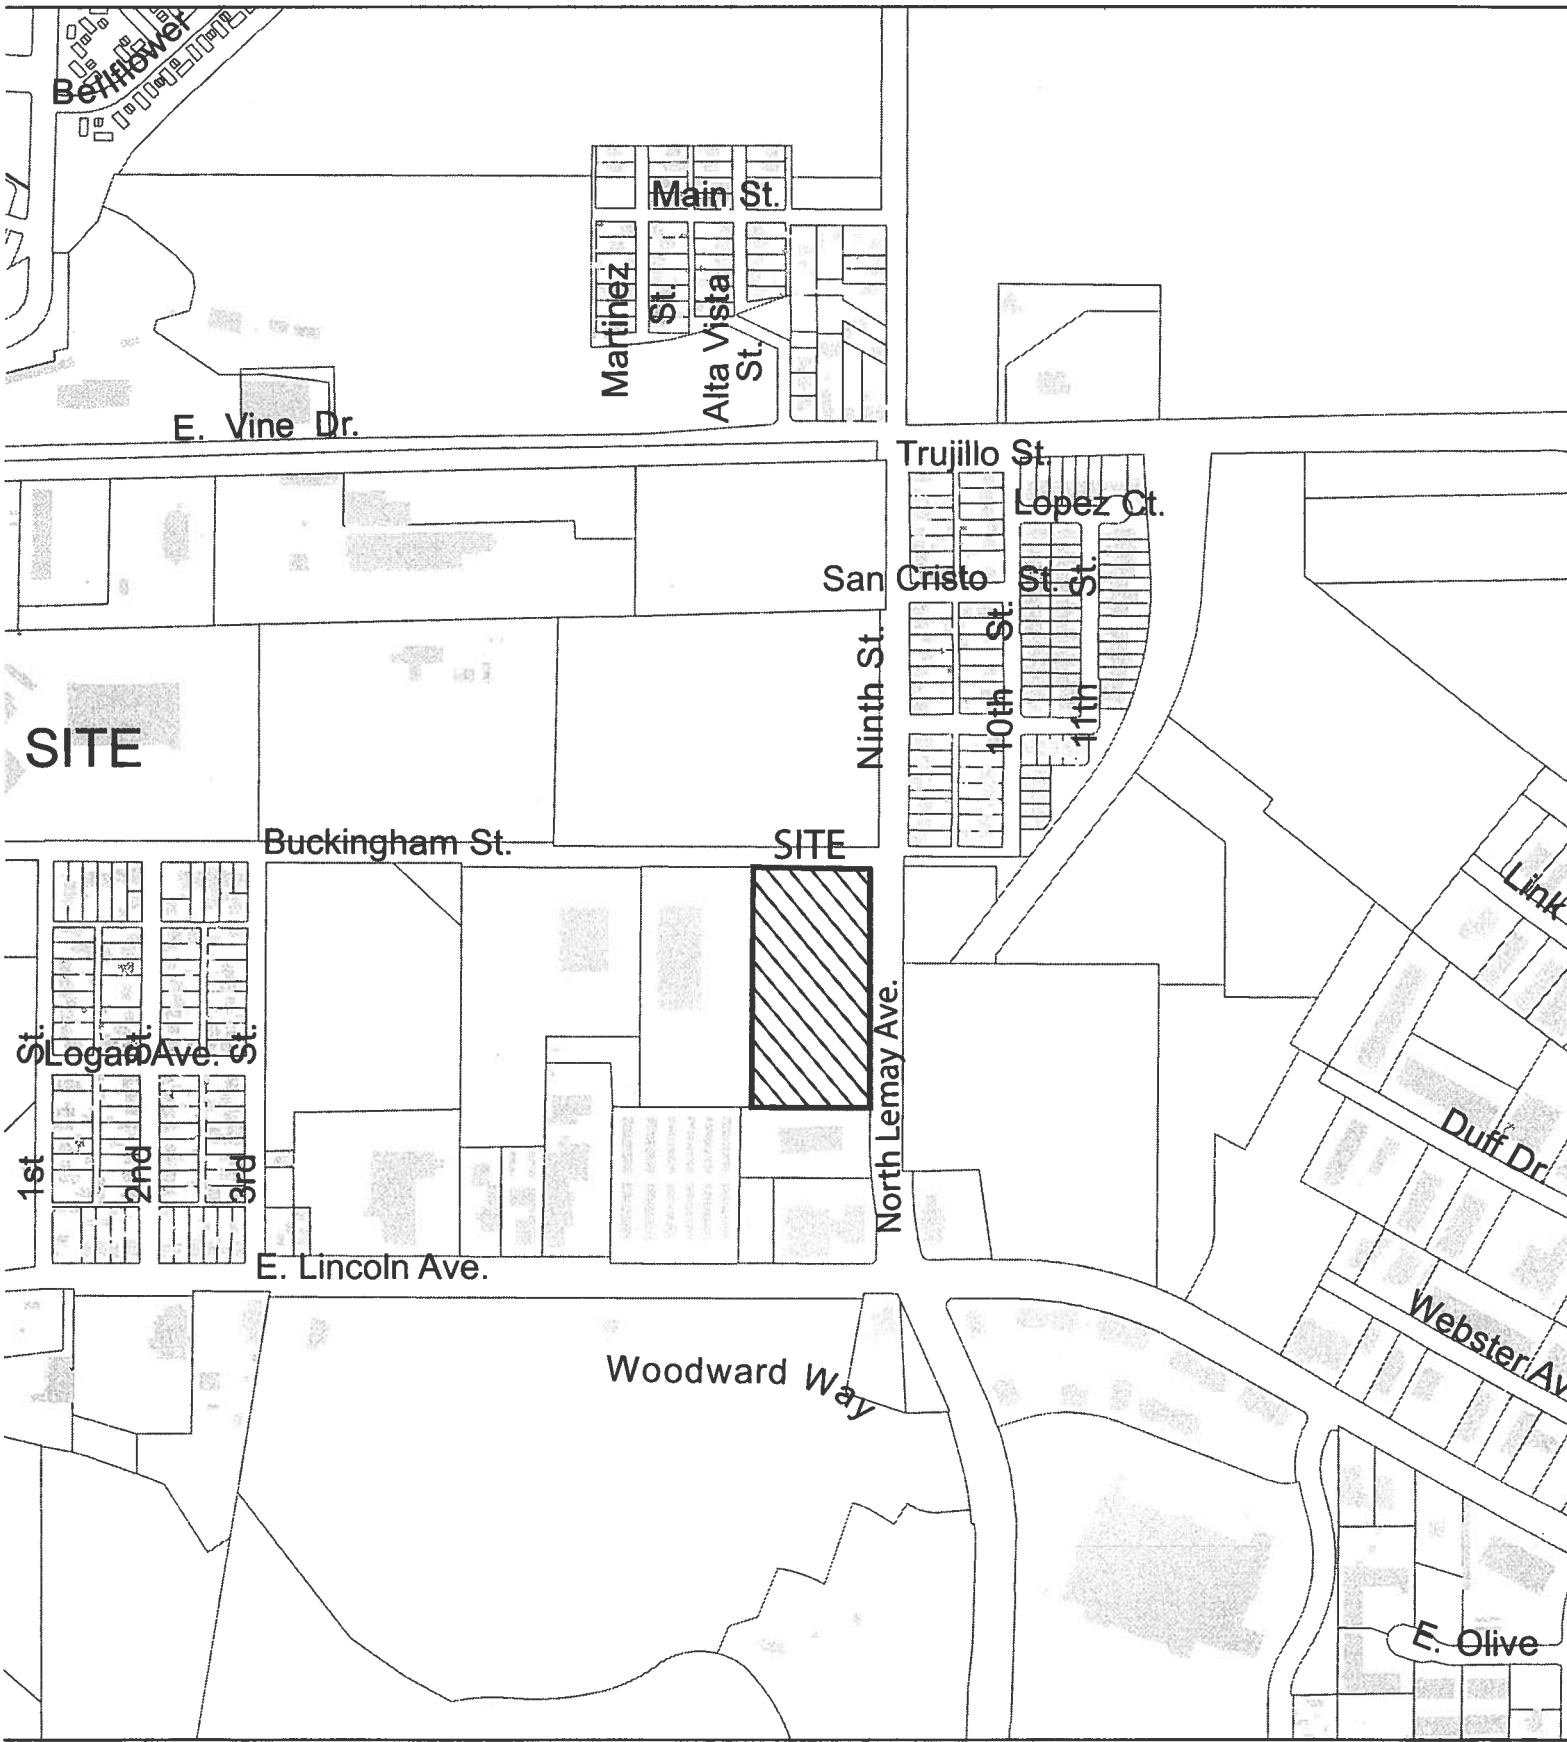 Bellflower
Main St.
Martinez
St.
Alta Vista
St.
E. Vine Dr.
Trujillo St.
Lopez Ct.
San Cristo St.
Ninth St.
10th St.
11th St.
SITE
Buckingham St.
SITE
Link
North Lemay Ave.
Logan Ave.
1st St.
2nd St.
3rd St.
Duff Dr.
E. Lincoln Ave.
Webster Av
Woodward Way
E. Olive